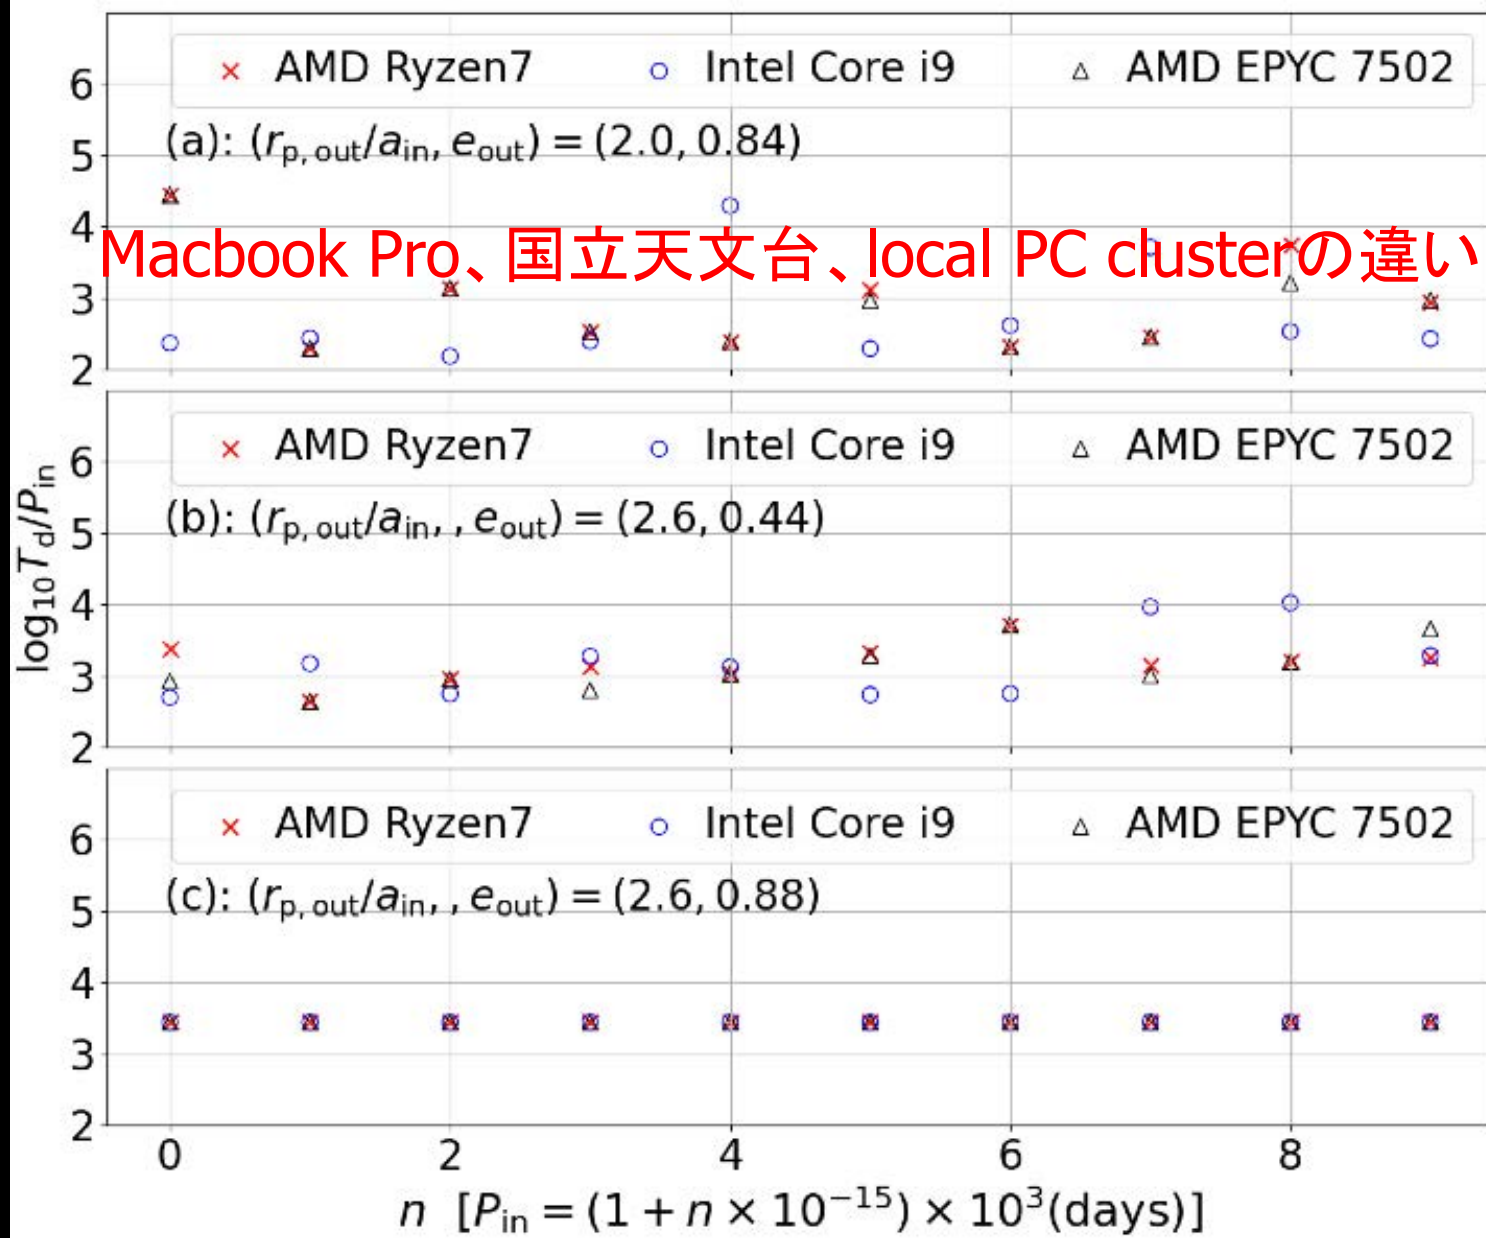 6
5
4
3
2
AMD Ryzen7 Intel Core i9 AMD EPYC 7502
(a): (r_p, out/a_in, e_out) = (2.0, 0.84)
Macbook Pro、国立天文台、local PC clusterの違い
log10 T_d/P_in
6
5
4
3
2
AMD Ryzen7 Intel Core i9 AMD EPYC 7502
(b): (r_p, out/a_in, , e_out) = (2.6, 0.44)
6
5
4
3
2
AMD Ryzen7 Intel Core i9 AMD EPYC 7502
(c): (r_p, out/a_in, , e_out) = (2.6, 0.88)
0 2 4 6 8
n [P_in = (1 + n × 10⁻¹⁵) × 10³(days)]